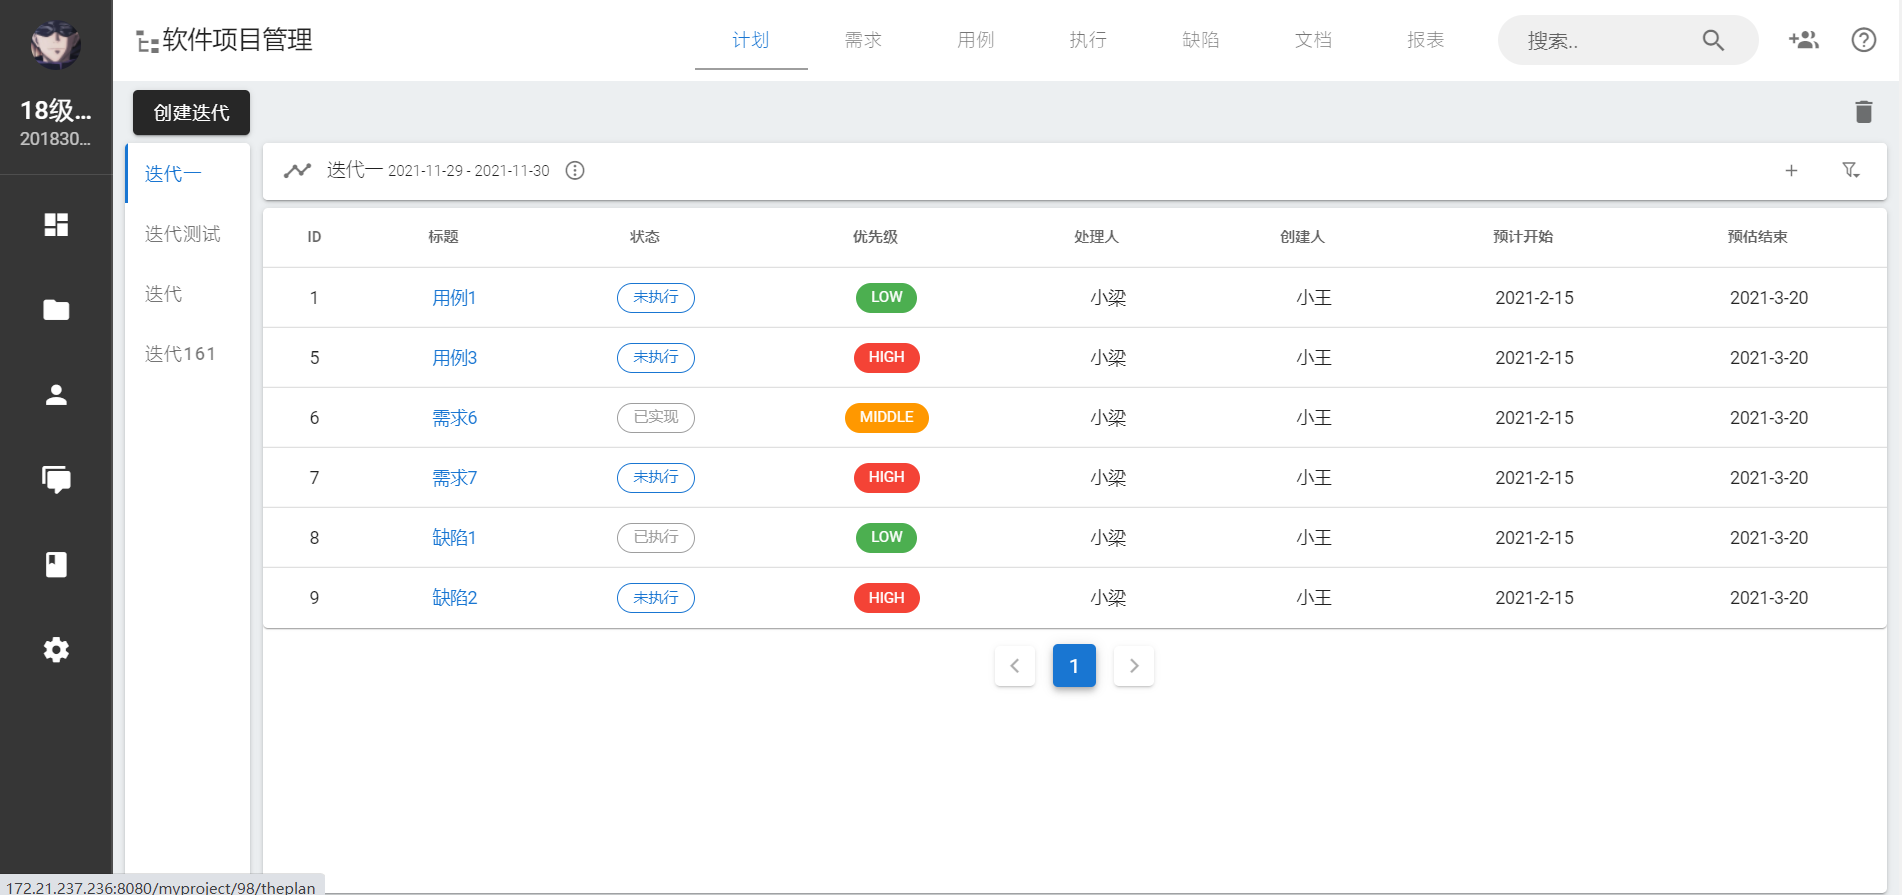 18级...
201830...
软件项目管理
计划 需求 用例 执行 缺陷 文档 报表
搜索..
创建迭代
迭代一
迭代测试
迭代
迭代161
迭代一 2021-11-29 - 2021-11-30
ID 标题 状态 优先级 处理人 创建人 预计开始 预估结束
1 用例1 未执行 LOW 小梁 小王 2021-2-15 2021-3-20
5 用例3 未执行 HIGH 小梁 小王 2021-2-15 2021-3-20
6 需求6 已实现 MIDDLE 小梁 小王 2021-2-15 2021-3-20
7 需求7 未执行 HIGH 小梁 小王 2021-2-15 2021-3-20
8 缺陷1 已执行 LOW 小梁 小王 2021-2-15 2021-3-20
9 缺陷2 未执行 HIGH 小梁 小王 2021-2-15 2021-3-20
1
172.21.237.236:8080/myproject/98/theplan